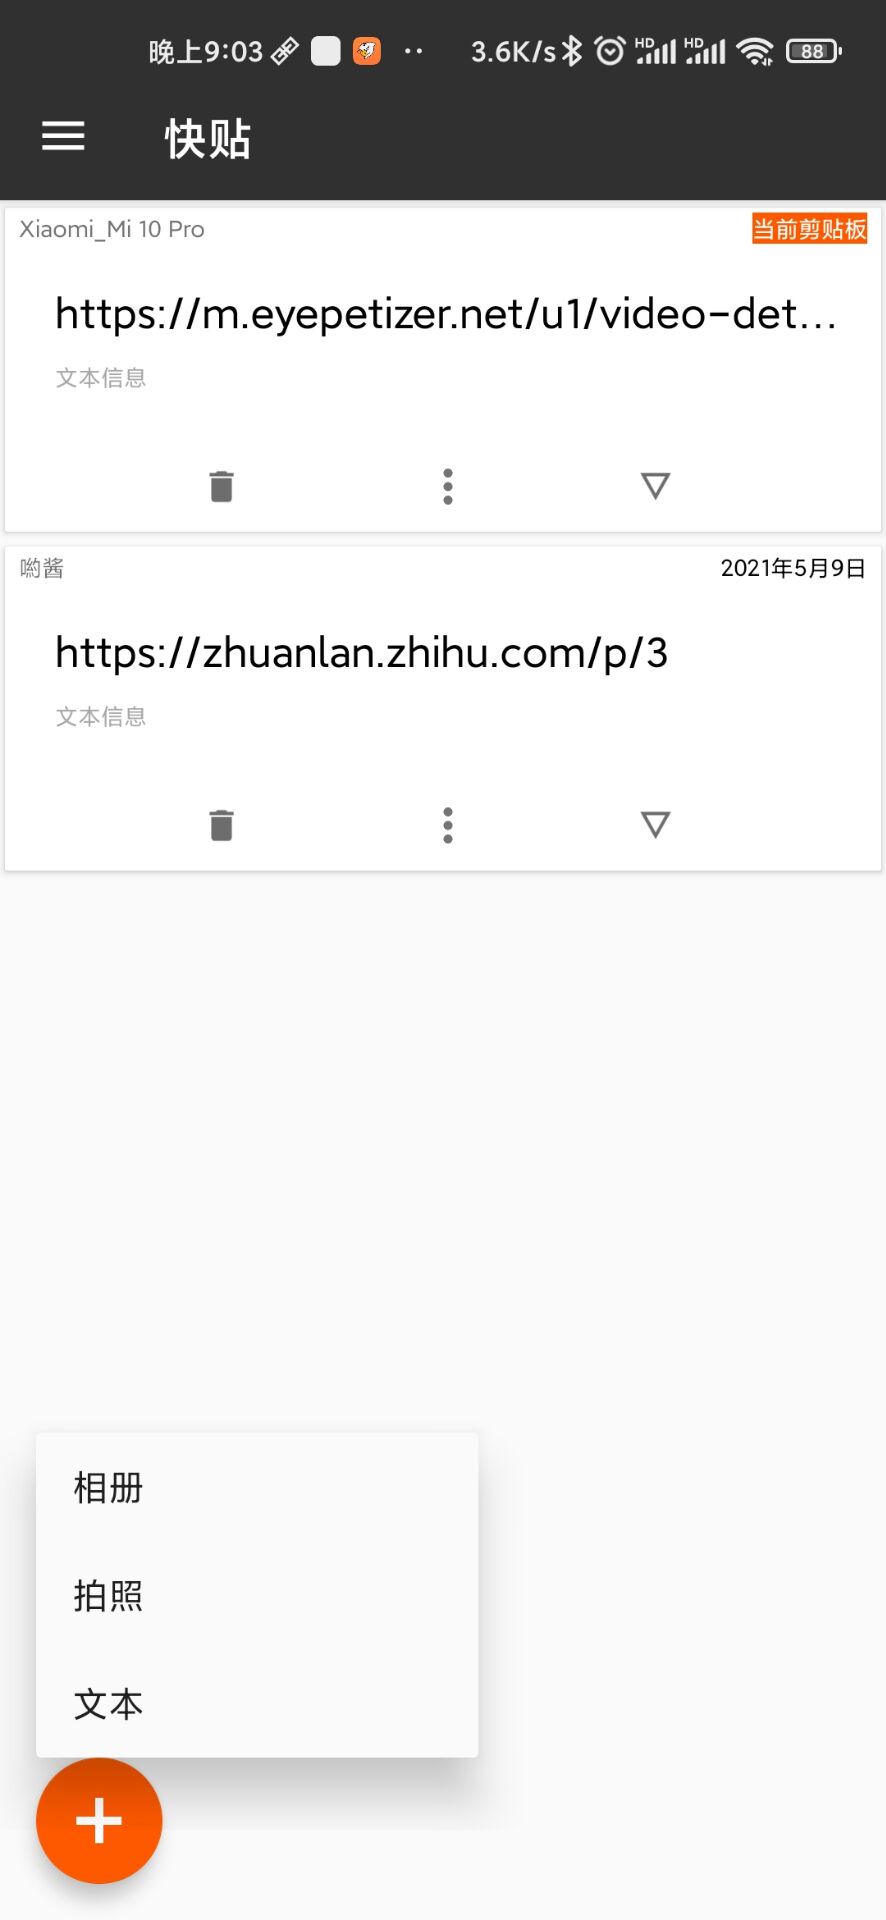 晚上9:03 3.6K/s HD HD 88
快贴
Xiaomi_Mi 10 Pro 当前剪贴板
https://m.eyepetizer.net/u1/video-det...
文本信息
哟酱 2021年5月9日
https://zhuanlan.zhihu.com/p/3
文本信息
相册
拍照
文本